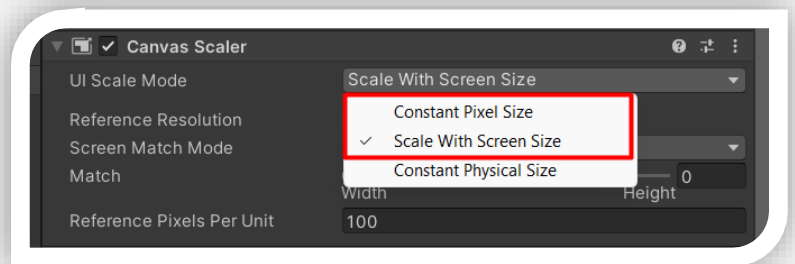 Canvas Scaler
UI Scale Mode
Scale With Screen Size
Reference Resolution
Constant Pixel Size
✓ Scale With Screen Size
Constant Physical Size
Screen Match Mode
Match
0
Width Height
Reference Pixels Per Unit
100